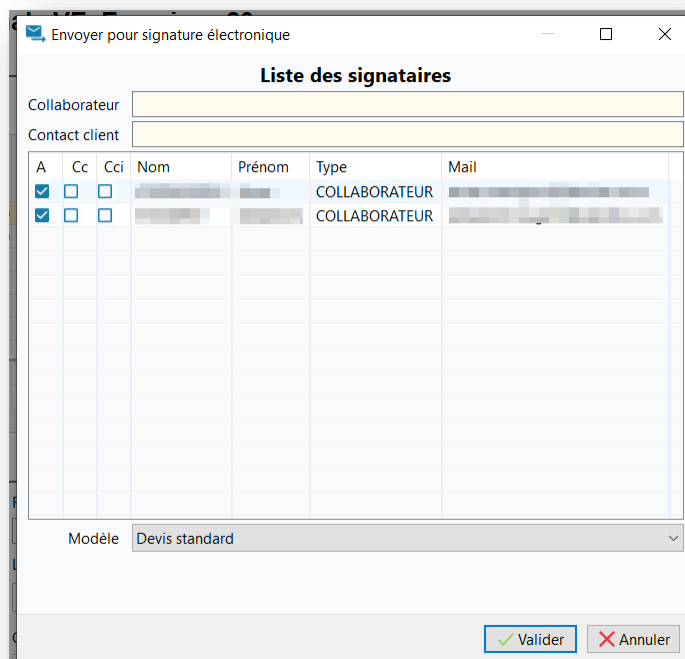 Envoyer pour signature électronique
Liste des signataires
Collaborateur
Contact client
A Cc Cci Nom Prénom Type Mail
COLLABORATEUR
COLLABORATEUR
Modèle Devis standard
Valider Annuler